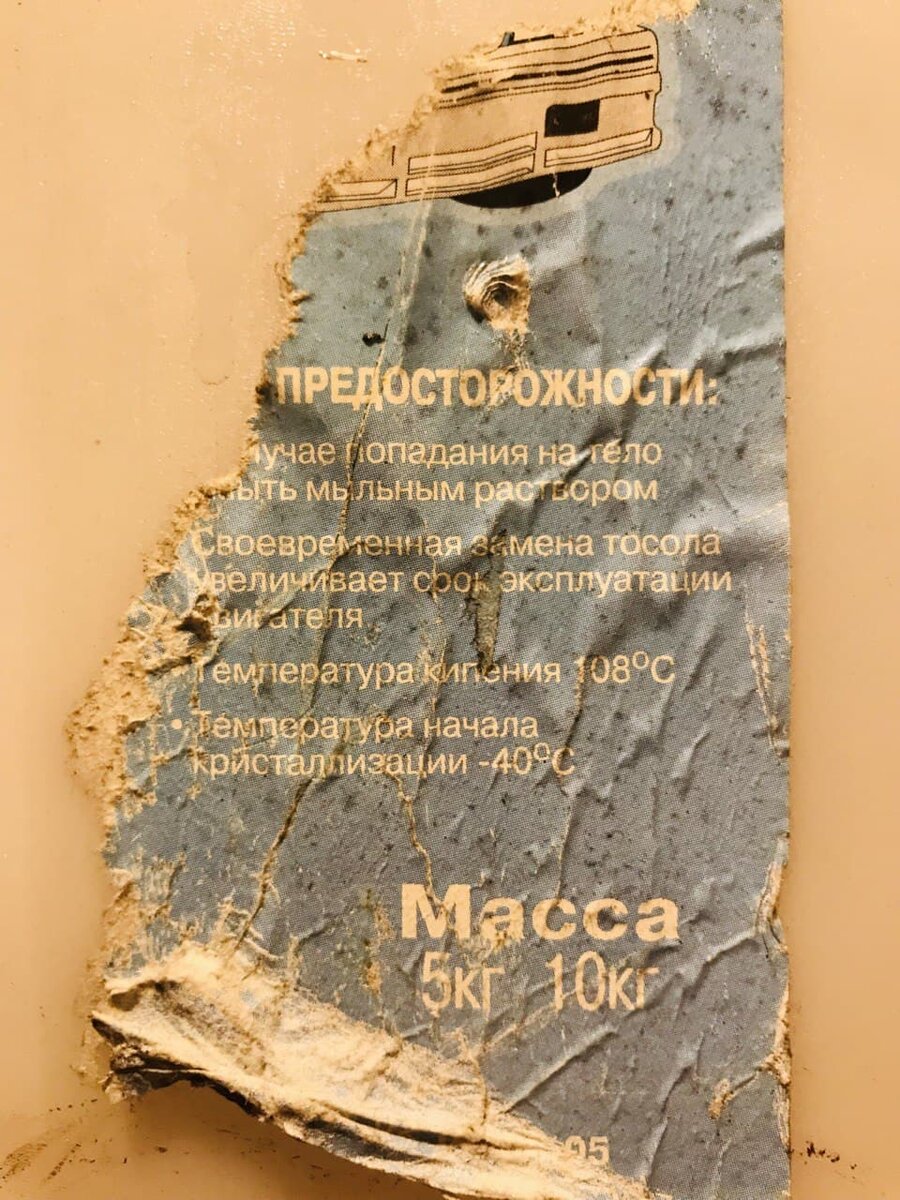 ПРЕДОСТОРОЖНОСТИ:
попадания на тело
мыльным раствором
Своевременная замена тосола
увеличивает срок эксплуатации
двигателя
Температура кипения 108°С
• Температура начала
кристаллизации -40°С
Масса
5кг 10кг